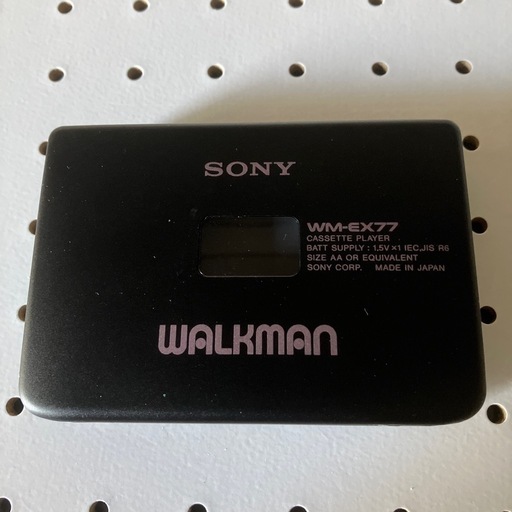 SONY
WM-EX77
CASSETTE PLAYER
BATT SUPPLY : 1.5V ×1 IEC,JIS R6
SIZE AA OR EQUIVALENT
SONY CORP. MADE IN JAPAN
WALKMAN